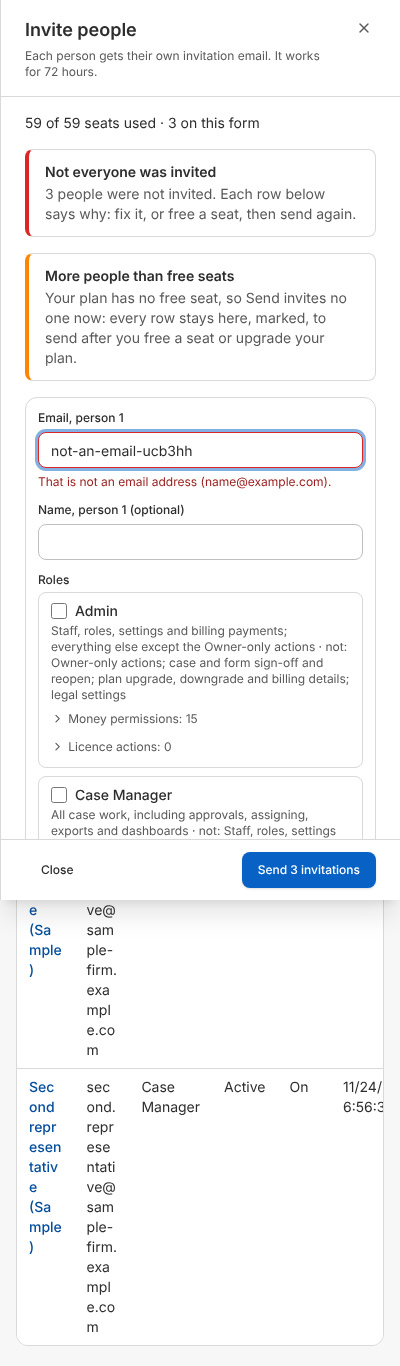 Invite people
Each person gets their own invitation email. It works
for 72 hours.
59 of 59 seats used · 3 on this form
Not everyone was invited
3 people were not invited. Each row below
says why: fix it, or free a seat, then send again.
More people than free seats
Your plan has no free seat, so Send invites no
one now: every row stays here, marked, to
send after you free a seat or upgrade your
plan.
Email, person 1
not-an-email-ucb3hh
That is not an email address (name@example.com).
Name, person 1 (optional)
Roles
Admin
Staff, roles, settings and billing payments;
everything else except the Owner-only actions · not:
Owner-only actions; case and form sign-off and
reopen; plan upgrade, downgrade and billing details;
legal settings
Money permissions: 15
Licence actions: 0
Case Manager
All case work, including approvals, assigning,
exports and dashboards · not: Staff, roles, settings
Close
Send 3 invitations
e
(Sa
mple
)
ve@
sam
ple-
firm.
exa
mpl
e.co
m
Sec
ond
repr
esen
tativ
e
(Sa
mple
)
sec
ond.
repr
ese
ntati
ve@
sam
ple-
firm.
exa
mpl
e.co
m
Case
Manager
Active
On
11/24/
6:56:3